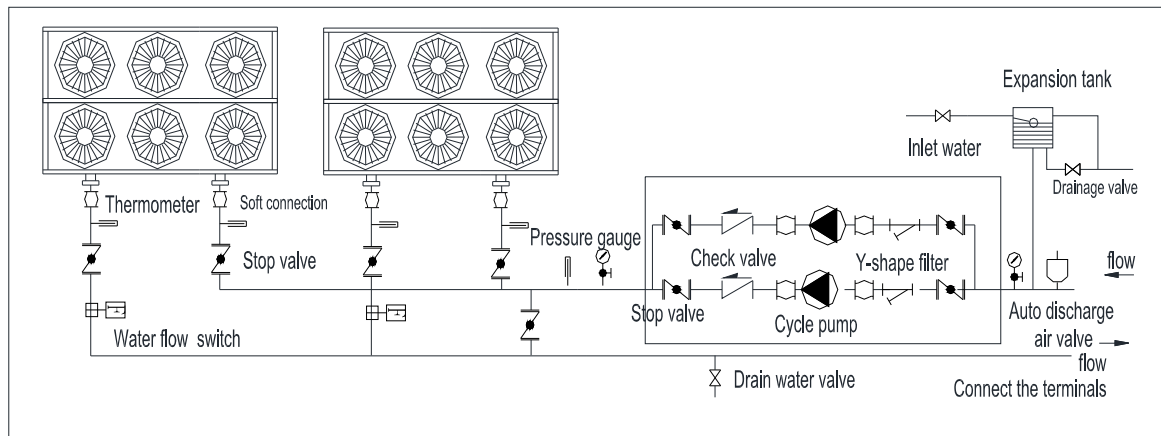 Expansion tank
Inlet water
Drainage valve
Thermometer
Soft connection
Pressure gauge
Stop valve
Check valve
Y-shape filter
flow
Stop valve
Cycle pump
Auto discharge
air valve
Water flow switch
flow
Drain water valve
Connect the terminals